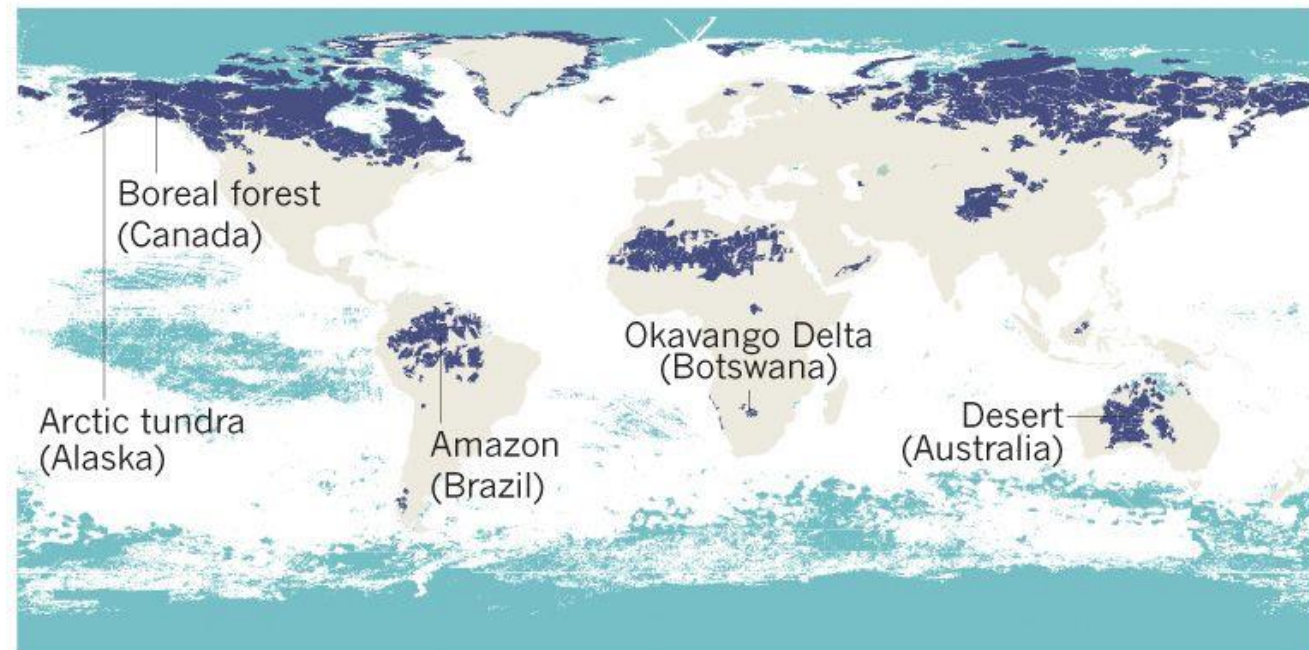 Boreal forest
(Canada)
Okavango Delta
(Botswana)
Arctic tundra
(Alaska)
Amazon
(Brazil)
Desert
(Australia)